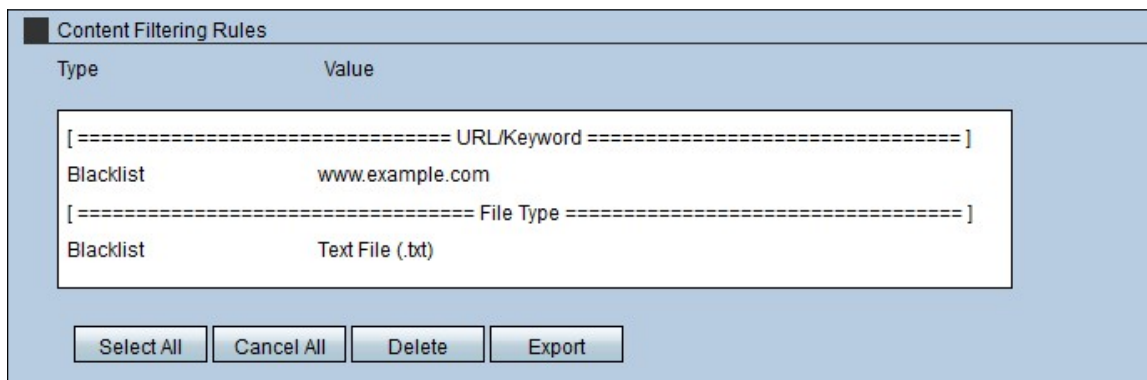 Content Filtering Rules
Type Value
[ ================================ URL/Keyword ================================ ]
Blacklist www.example.com
[ ================================== File Type ================================== ]
Blacklist Text File (.txt)
Select All Cancel All Delete Export